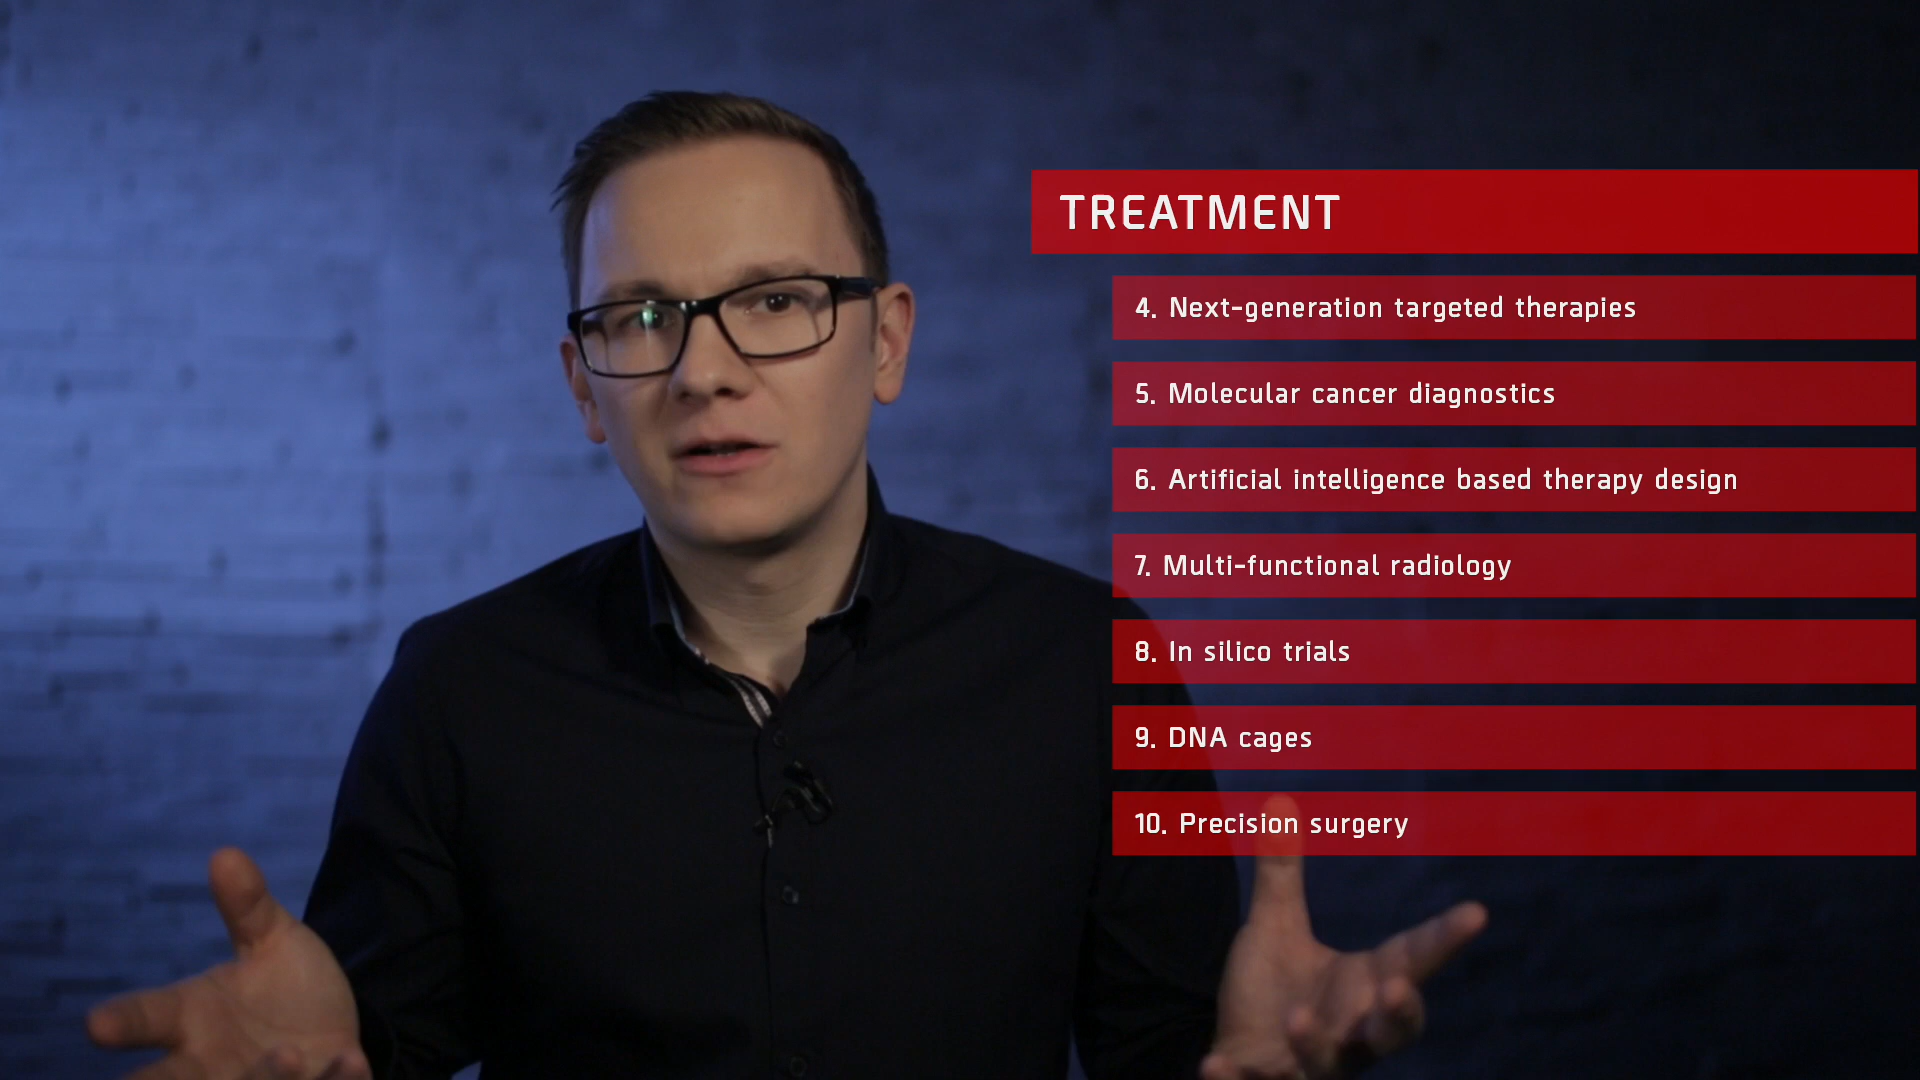 TREATMENT
4. Next-generation targeted therapies
5. Molecular cancer diagnostics
6. Artificial intelligence based therapy design
7. Multi-functional radiology
8. In silico trials
9. DNA cages
10. Precision surgery